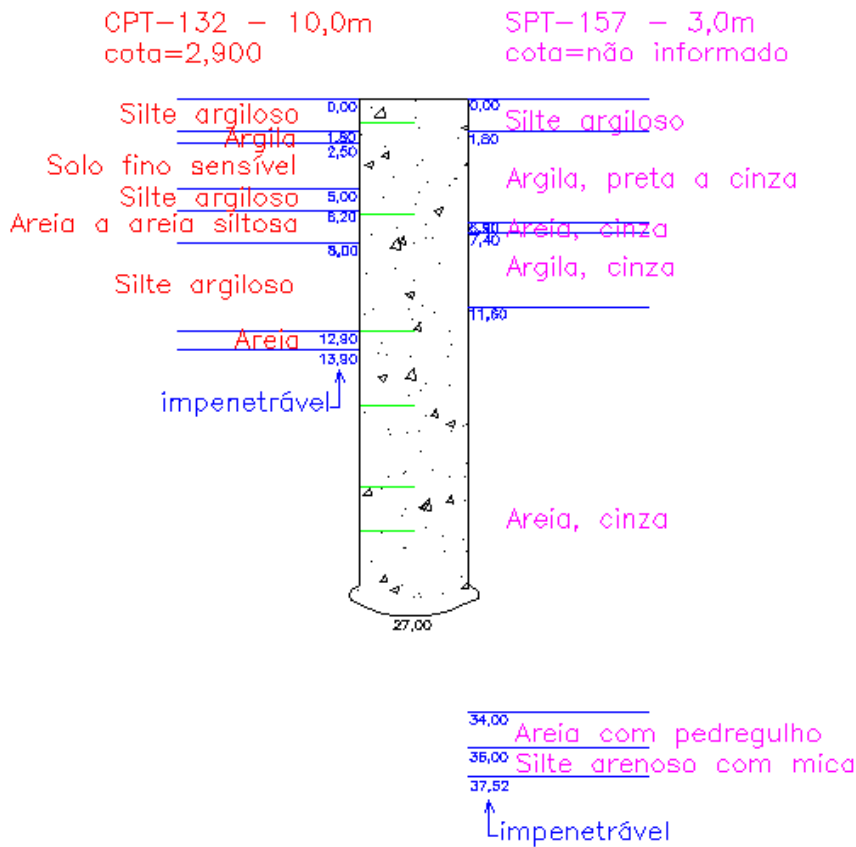 CPT-132 - 10,0m
cota=2,900
SPT-157 - 3,0m
cota=não informado
0,00
Silte argiloso
1,80
Argila
2,50
Solo fino sensível
5,00
Silte argiloso
6,20
Areia a areia siltosa
8,00
Silte argiloso
12,90
Areia
13,90
impenetrável
0,00
Silte argiloso
1,80
Argila, preta a cinza
Areia, cinza
7,40
Argila, cinza
11,60
Areia, cinza
27,00
34,00
Areia com pedregulho
36,00
Silte arenoso com mica
37,52
impenetrável